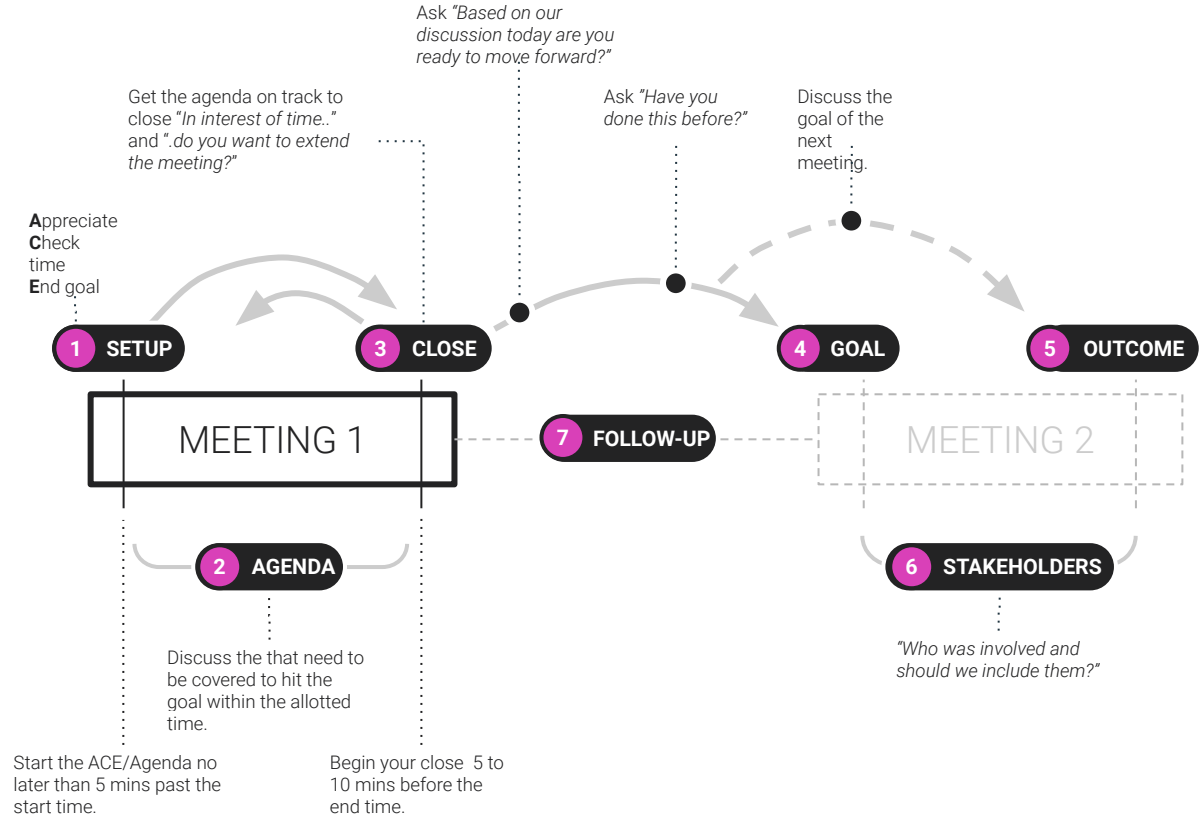 Ask "Based on our
discussion today are you
ready to move forward?"
Get the agenda on track to
close "In interest of time.."
and ".do you want to extend
the meeting?"
Ask "Have you
done this before?"
Discuss the
goal of the
next
meeting.
Appreciate
Check
time
End goal
1 SETUP
3 CLOSE
4 GOAL
5 OUTCOME
MEETING 1
7 FOLLOW-UP
MEETING 2
2 AGENDA
6 STAKEHOLDERS
Discuss the that need to
be covered to hit the
goal within the allotted
time.
"Who was involved and
should we include them?"
Start the ACE/Agenda no
later than 5 mins past the
start time.
Begin your close 5 to
10 mins before the
end time.